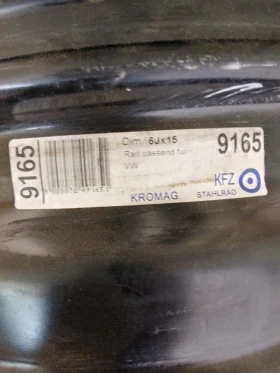 9165
Dim. 6Jx15
9165
Rad passend für
VW
KFZ
KROMAG
STAHLRAD